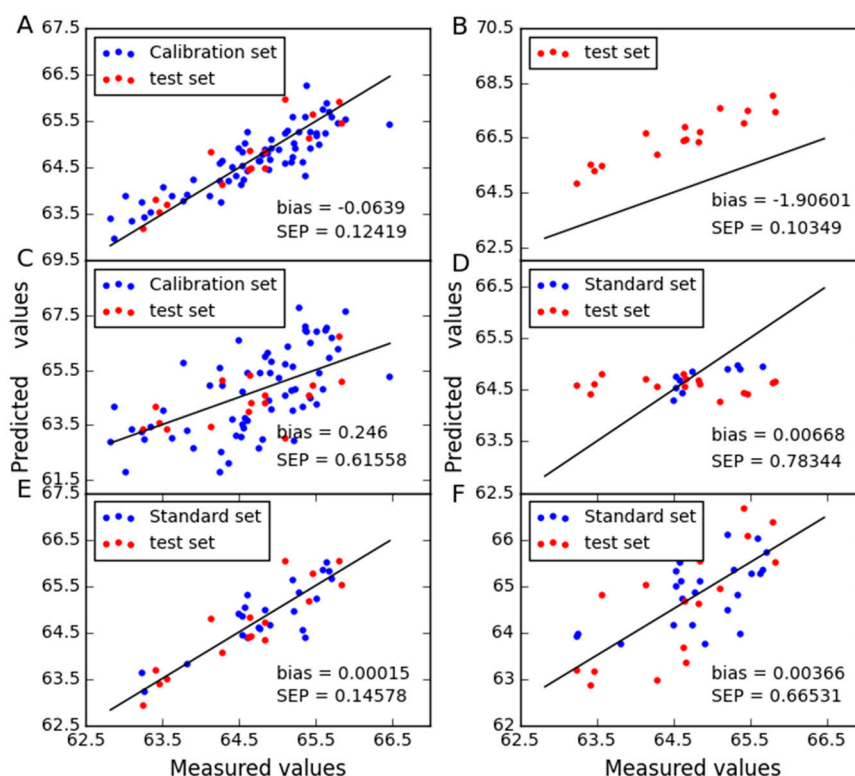 A
67.5
66.5
65.5
64.5
63.5
69.5
Calibration set
test set
bias = -0.0639
SEP = 0.12419
B
70.5
68.5
66.5
64.5
62.5
test set
bias = -1.90601
SEP = 0.10349
C
67.5
65.5
63.5
61.5
67.5
Calibration set
test set
bias = 0.246
SEP = 0.61558
Predicted values
D
66.5
65.5
64.5
63.5
62.5
Standard set
test set
bias = 0.00668
SEP = 0.78344
Predicted values
E
66.5
65.5
64.5
63.5
62.5
Standard set
test set
bias = 0.00015
SEP = 0.14578
62.5 63.5 64.5 65.5 66.5
Measured values
F
66
65
64
63
62
Standard set
test set
bias = 0.00366
SEP = 0.66531
62.5 63.5 64.5 65.5 66.5
Measured values